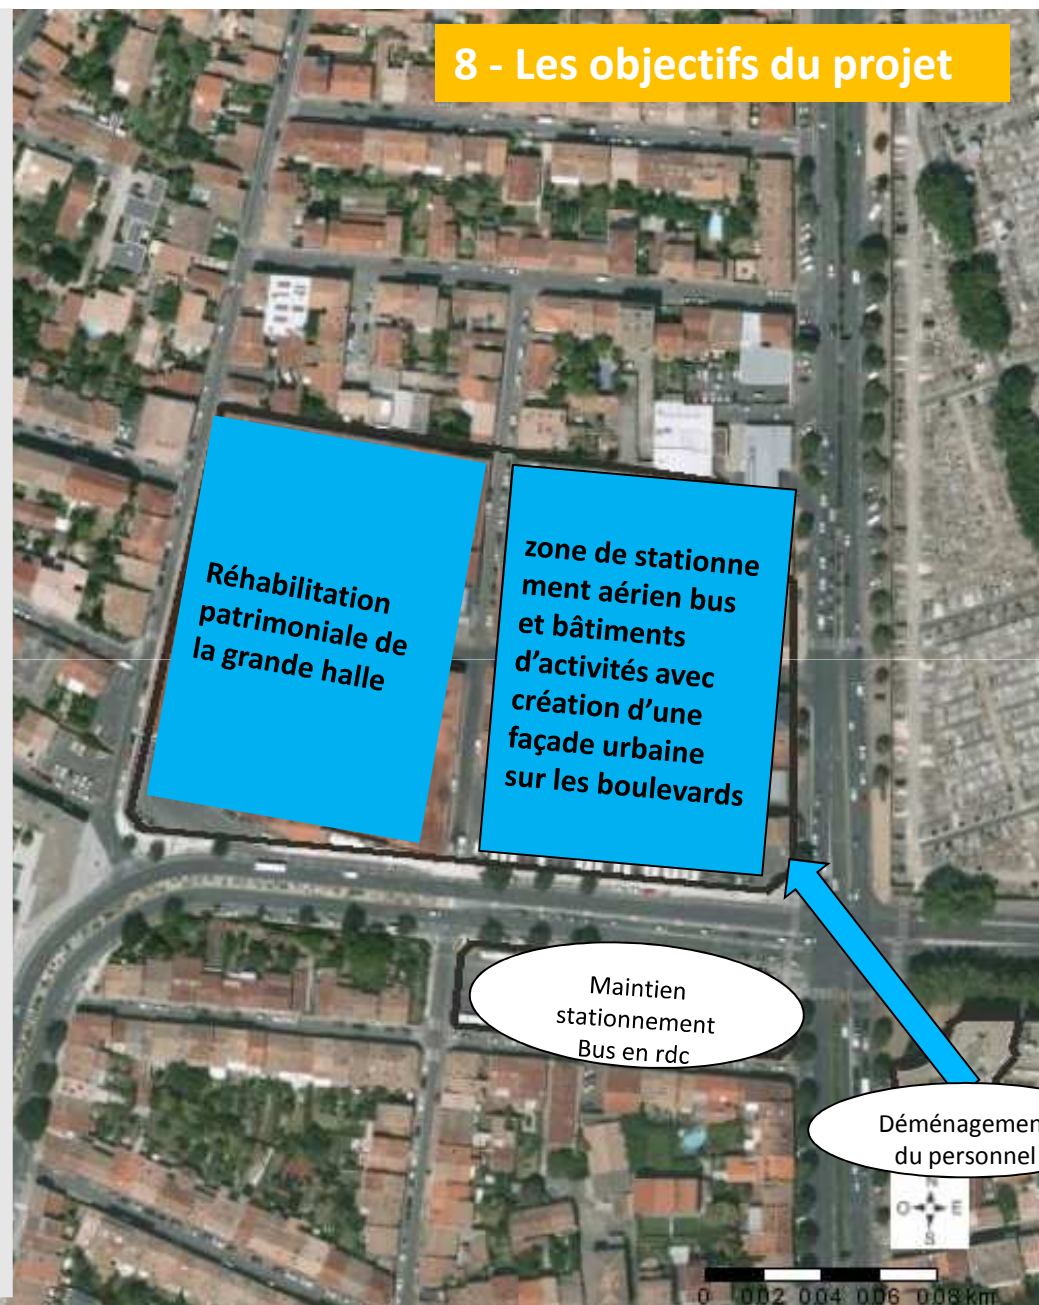 8 - Les objectifs du projet
Réhabilitation
patrimoniale de
la grande halle
zone de stationne
ment aérien bus
et bâtiments
d'activités avec
création d'une
façade urbaine
sur les boulevards
Maintien
stationnement
Bus en rdc
Déménagemen
du personnel
N
O E
S
0 0.02 0.04 0.06 0.08 km